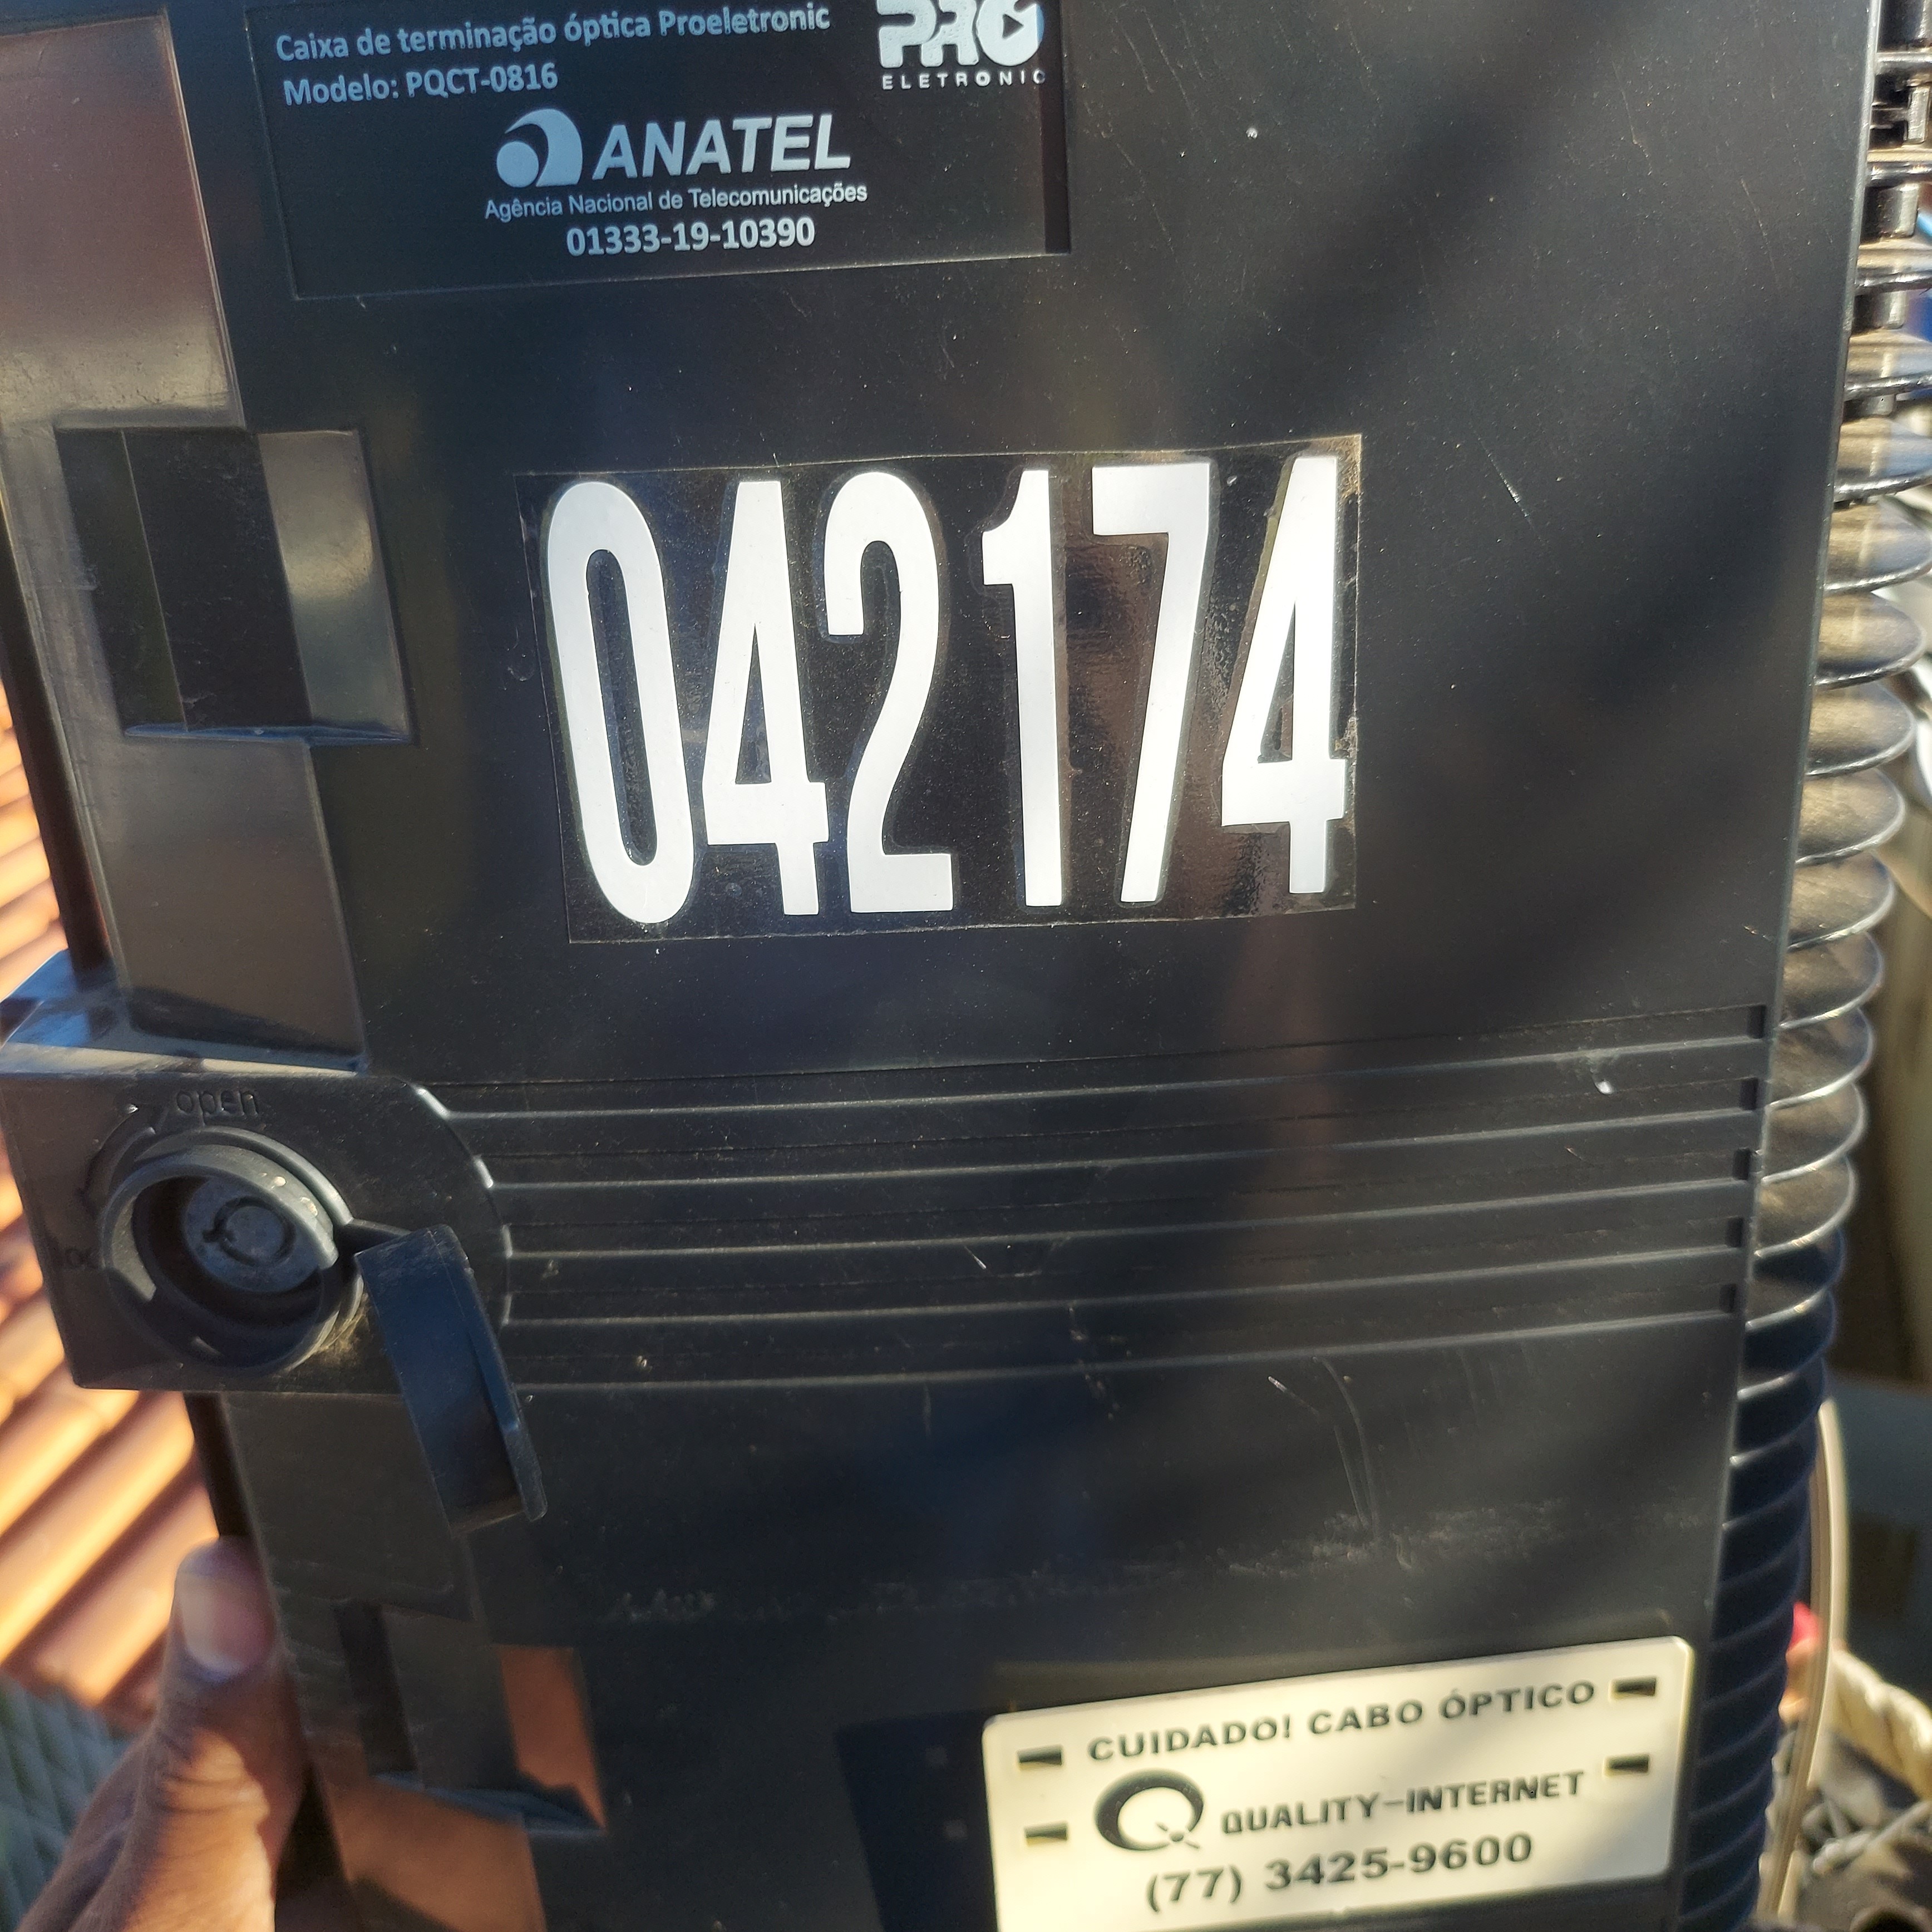 Caixa de terminação óptica Proeletronic
Modelo: PQCT-0816
PRO
ELETRONIC
ANATEL
Agência Nacional de Telecomunicações
01333-19-10390
042174
open
CUIDADO! CABO ÓPTICO
QUALITY-INTERNET
(77) 3425-9600